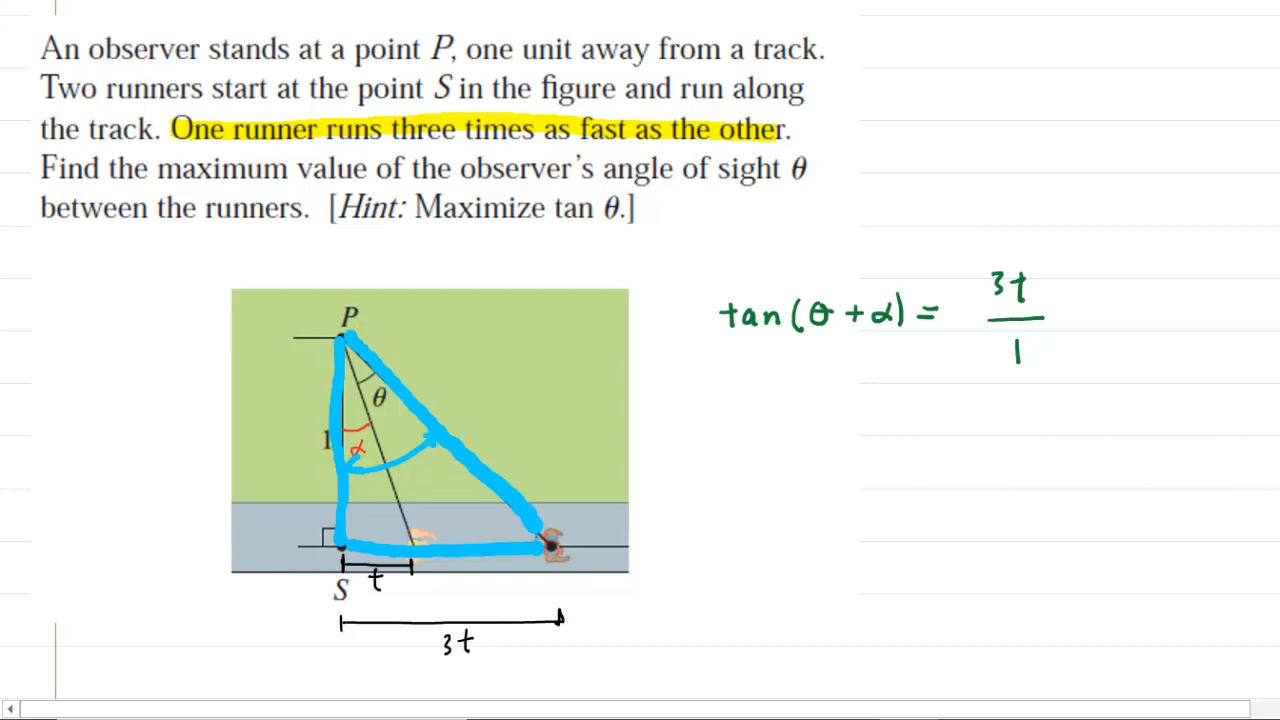 An observer stands at a point P, one unit away from a track.
Two runners start at the point S in the figure and run along
the track. One runner runs three times as fast as the other.
Find the maximum value of the observer's angle of sight θ
between the runners. [Hint: Maximize tan θ.]
tan(θ+α) = 3t
1
P
θ
1
α
t
S
3t